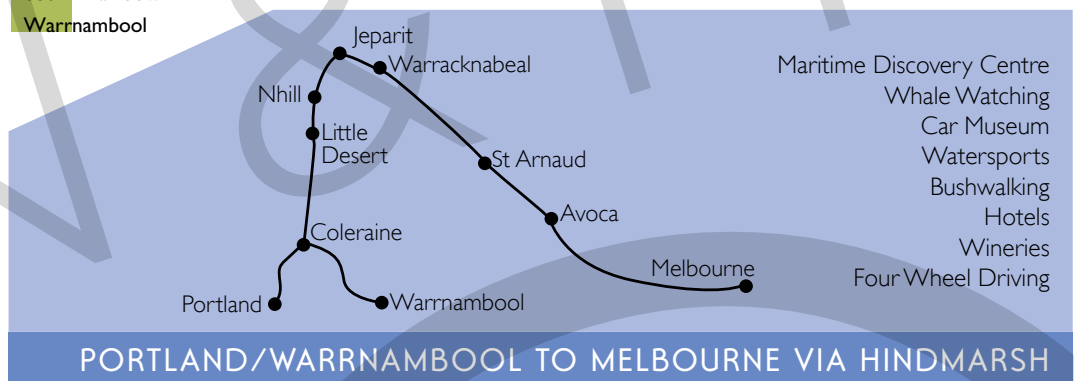 Warrnambool
Jeparit
Warracknabeal
Nhill
Little
Desert
St Arnaud
Avoca
Coleraine
Melbourne
Portland
Warrnambool
Maritime Discovery Centre
Whale Watching
Car Museum
Watersports
Bushwalking
Hotels
Wineries
Four Wheel Driving
PORTLAND/WARRNAMBOOL TO MELBOURNE VIA HINDMARSH